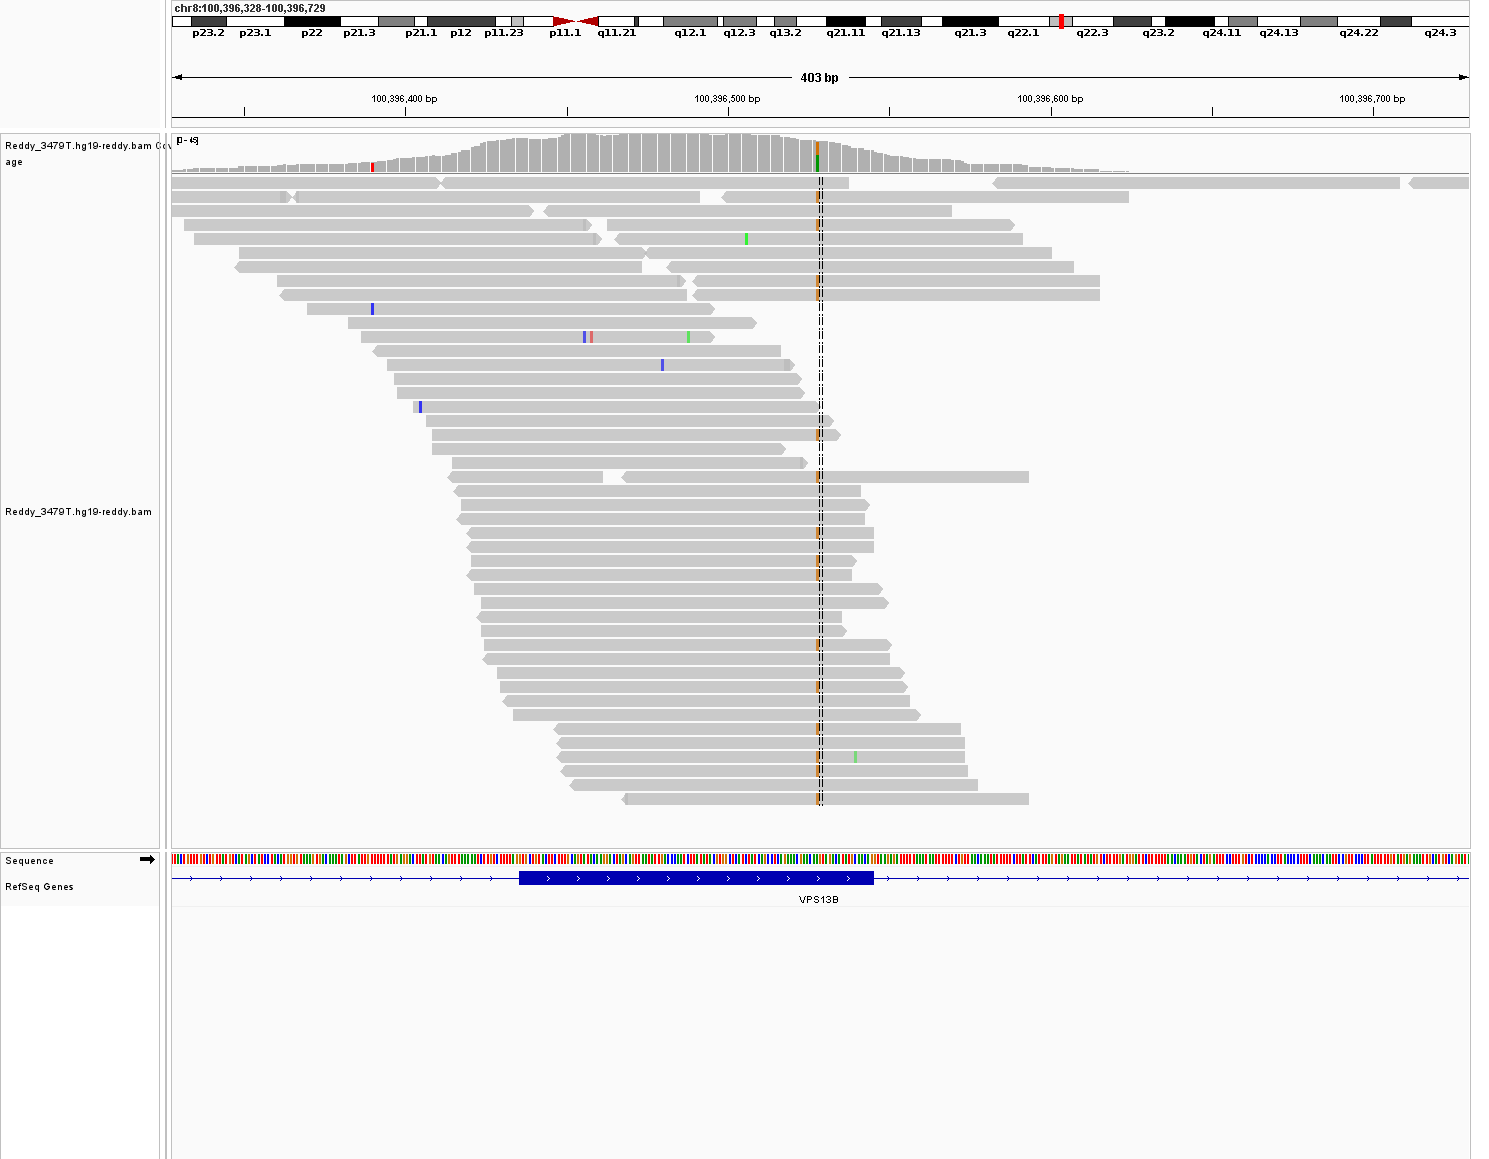 chr8:100,396,328-100,396,729
p23.2 p23.1 p22 p21.3 p21.1 p12 p11.23 p11.1 q11.21 q12.1 q12.3 q13.2 q21.11 q21.13 q21.3 q22.1 q22.3 q23.2 q24.11 q24.13 q24.22 q24.3
403 bp
100,396,400 bp 100,396,500 bp 100,396,600 bp 100,396,700 bp
[0 - 45]
Reddy_3479T.hg19-reddy.bam Cov
age
Reddy_3479T.hg19-reddy.bam
Sequence
RefSeq Genes
VPS13B